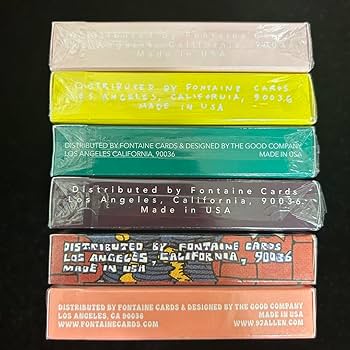 Distributed by Fontaine Cards
Los Angeles, California, 90036
Made in USA
DISTRIBUTED BY FONTAINE CARDS
LOS ANGELES, CALIFORNIA, 90036
MADE IN USA
DISTRIBUTED BY FONTAINE CARDS & DESIGNED BY THE GOOD COMPANY
LOS ANGELES CALIFORNIA, 90036 MADE IN USA
Distributed by Fontaine Cards
Los Angeles, California, 90036.
Made in USA
DISTRIBUTED BY FONTAINE CARDS
LOS ANGELES, CALIFORNIA, 90036
MADE IN USA
DISTRIBUTED BY FONTAINE CARDS & DESIGNED BY THE GOOD COMPANY
LOS ANGELES, CA 90036 MADE IN USA
WWW.FONTAINECARDS.COM WWW.97ALLEN.COM